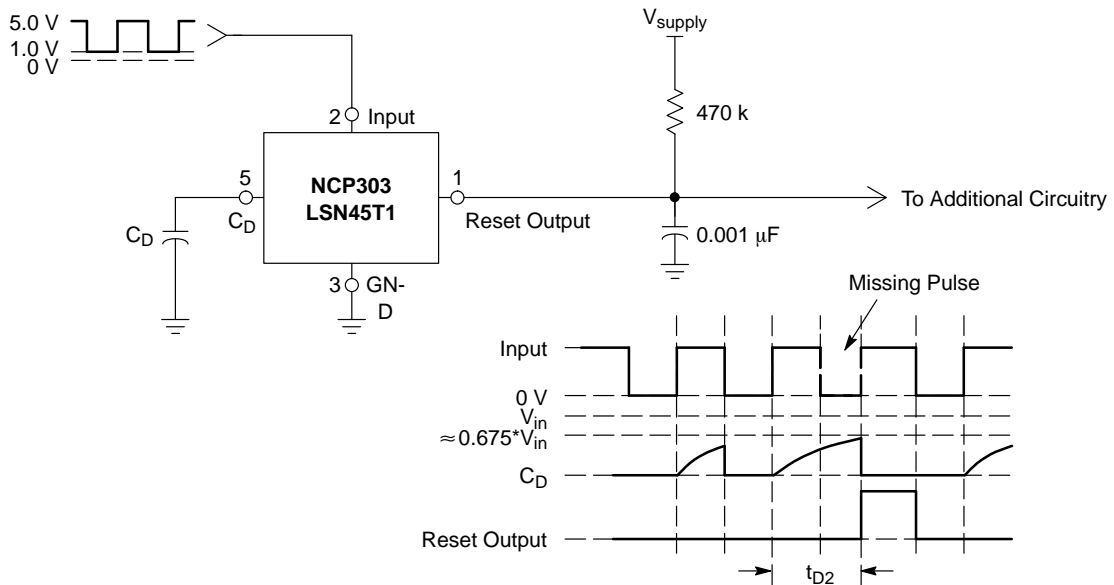 5.0 V
1.0 V
0 V
Vsupply
470 k
2 Input
5
CD
CD
NCP303
LSN45T1
1
Reset Output
To Additional Circuitry
0.001 μF
3 GN-
D
Missing Pulse
Input
0 V
Vin
≈0.675*Vin
CD
Reset Output
tD2